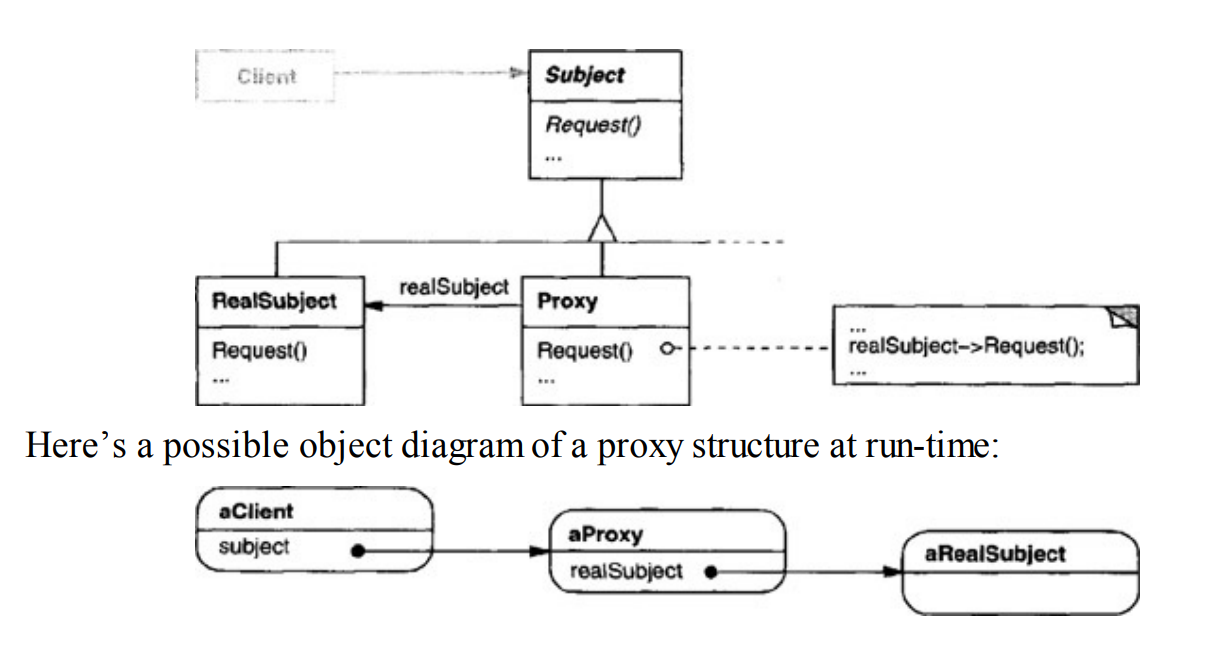 Client
Subject
Request()
...
realSubject
RealSubject
Request()
...
Proxy
Request()
...
...
realSubject->Request();
...
Here's a possible object diagram of a proxy structure at run-time:
aClient
subject
aProxy
realSubject
aRealSubject